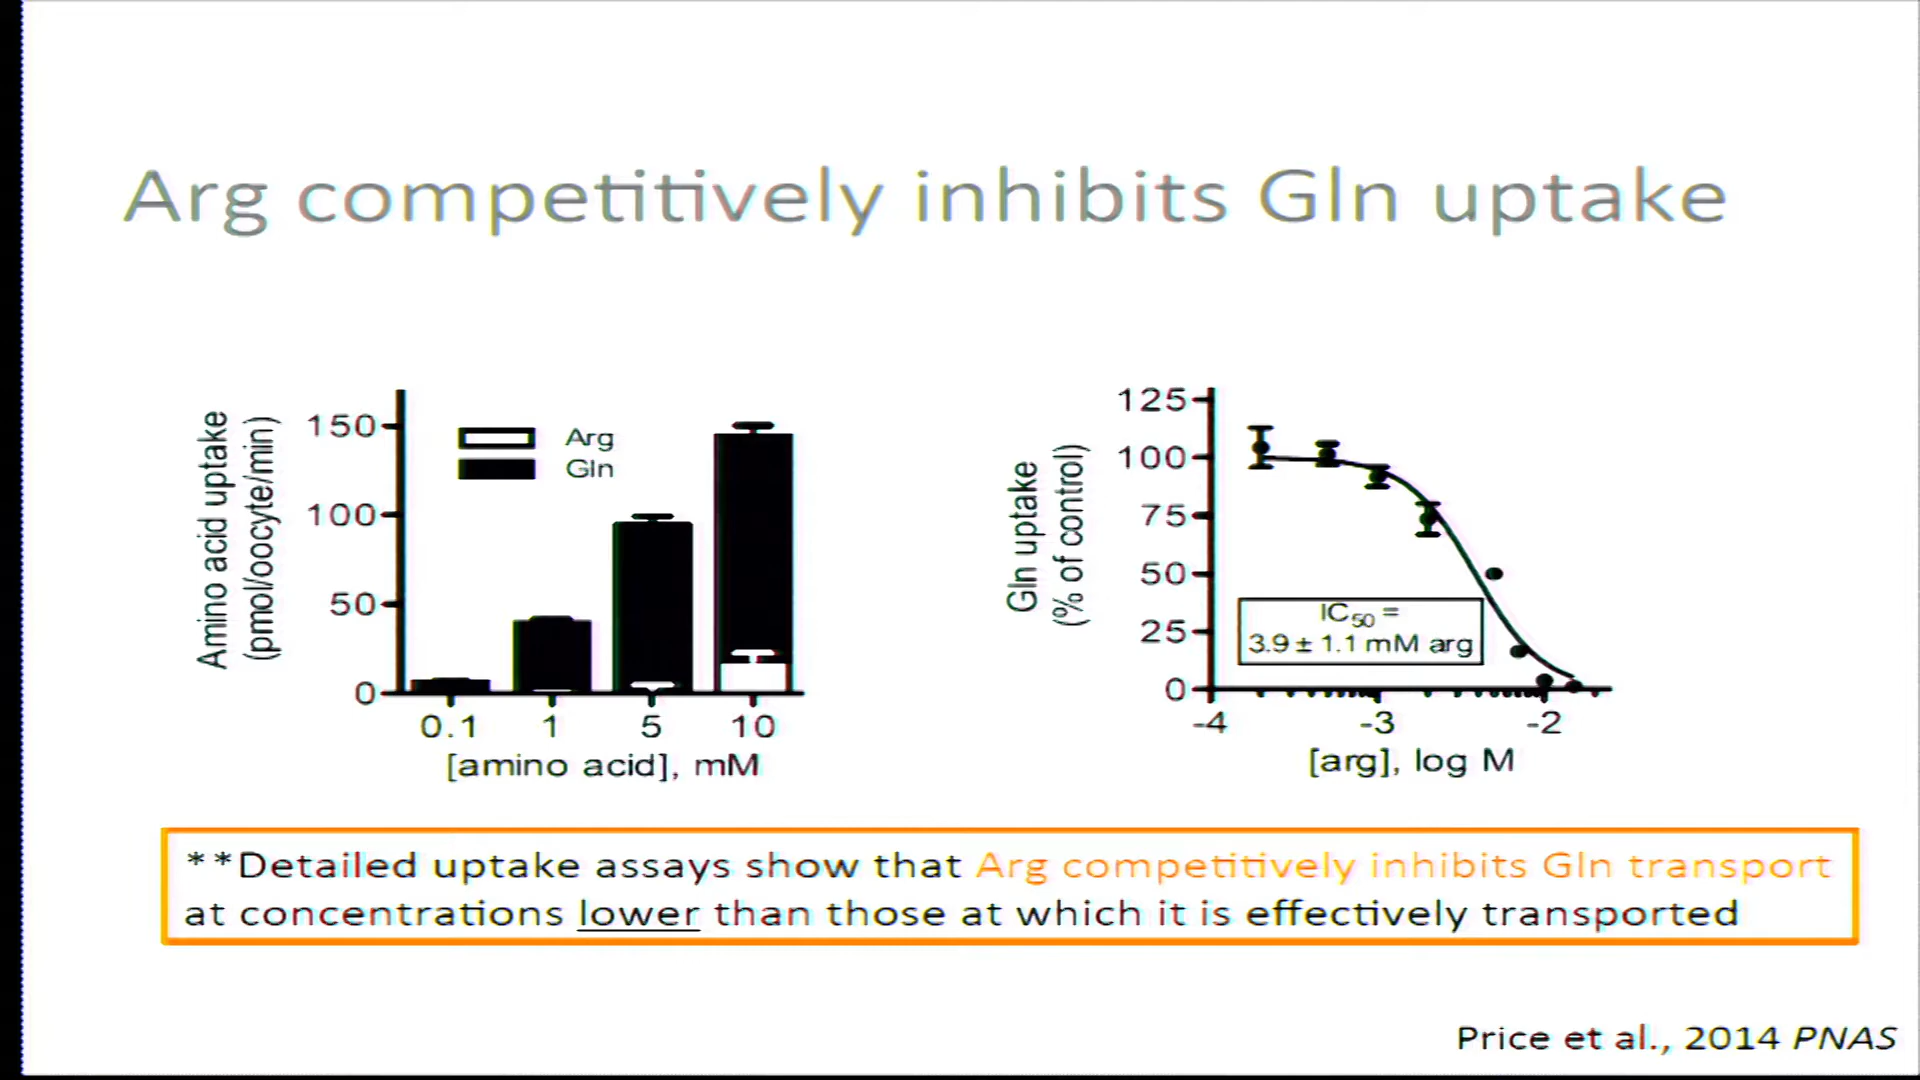 Arg competitively inhibits Gln uptake
Amino acid uptake
(pmol/oocyte/min)
150
100
50
0
Arg
Gln
0.1 1 5 10
[amino acid], mM
Gln uptake
(% of control)
125
100
75
50
25
0
IC50 =
3.9 ± 1.1 mM arg
-4 -3 -2
[arg], log M
**Detailed uptake assays show that Arg competitively inhibits Gln transport
at concentrations lower than those at which it is effectively transported
Price et al., 2014 PNAS